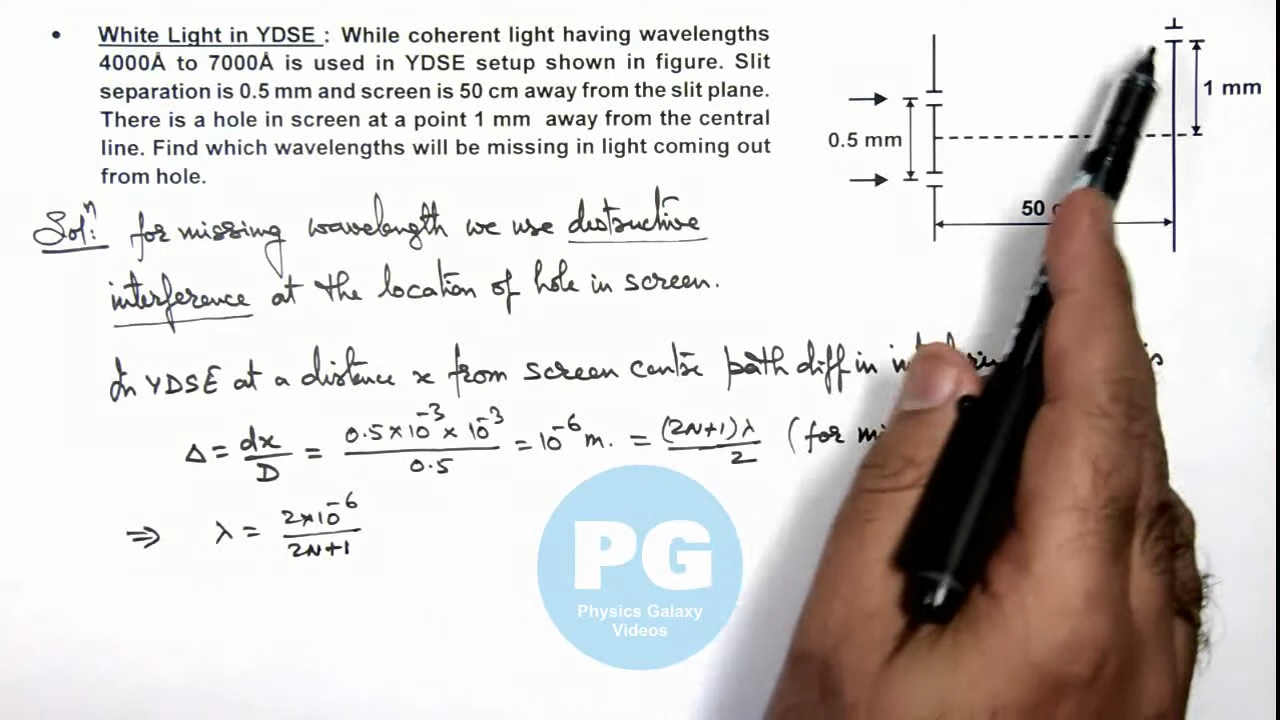 • White Light in YDSE : While coherent light having wavelengths
4000Å to 7000Å is used in YDSE setup shown in figure. Slit
separation is 0.5 mm and screen is 50 cm away from the slit plane.
There is a hole in screen at a point 1 mm away from the central
line. Find which wavelengths will be missing in light coming out
from hole.
1 mm
0.5 mm
50
Solⁿ: for missing wavelength we use distructive
interference at the location of hole in screen.
In YDSE at a distance x from screen centre path diff in
Δ = dx/D = 0.5×10⁻³×10⁻³/0.5 = 10⁻⁶ m. = (2N+1)λ/2 (for
⇒ λ = 2×10⁻⁶/2N+1
PG
Physics Galaxy
Videos